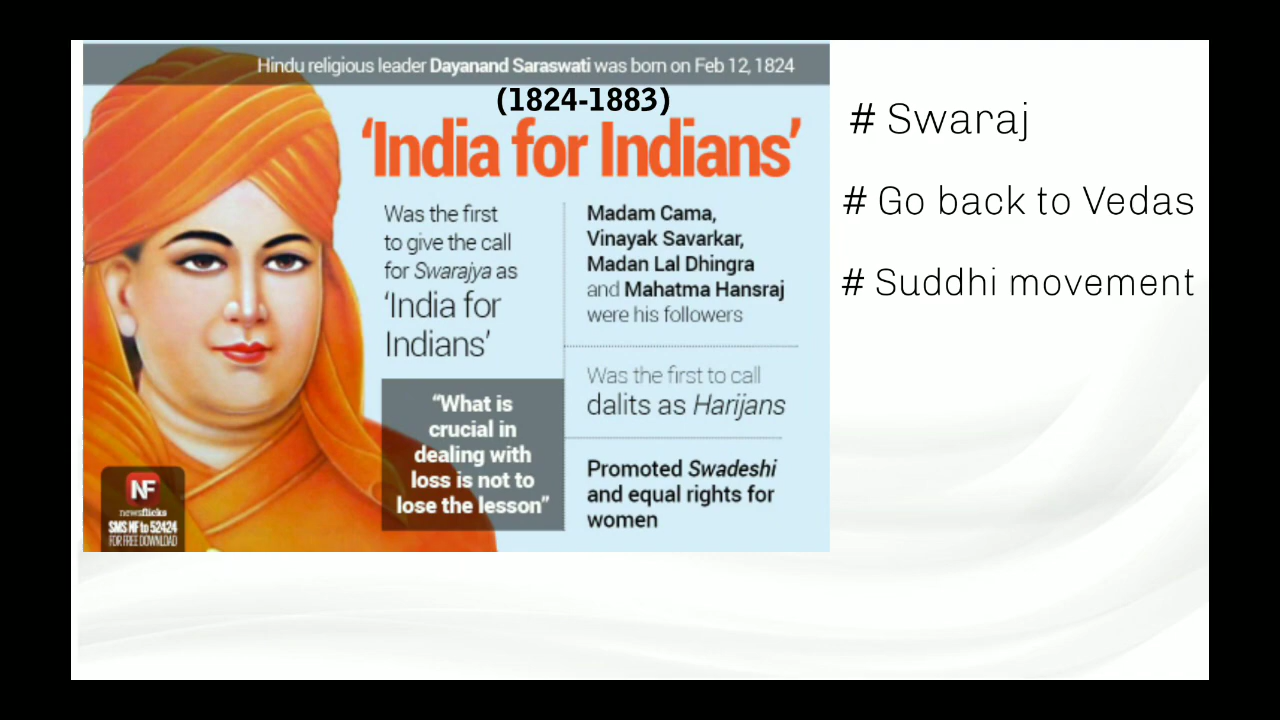 Hindu religious leader Dayanand Saraswati was born on Feb 12, 1824
(1824-1883)
‘India for Indians’
Was the first
to give the call
for Swarajya as
‘India for
Indians’
“What is
crucial in
dealing with
loss is not to
lose the lesson”
Madam Cama,
Vinayak Savarkar,
Madan Lal Dhingra
and Mahatma Hansraj
were his followers
Was the first to call
dalits as Harijans
Promoted Swadeshi
and equal rights for
women
NF
newsflicks
SMS NF to 52424
FOR FREE DOWNLOAD
# Swaraj
# Go back to Vedas
# Suddhi movement